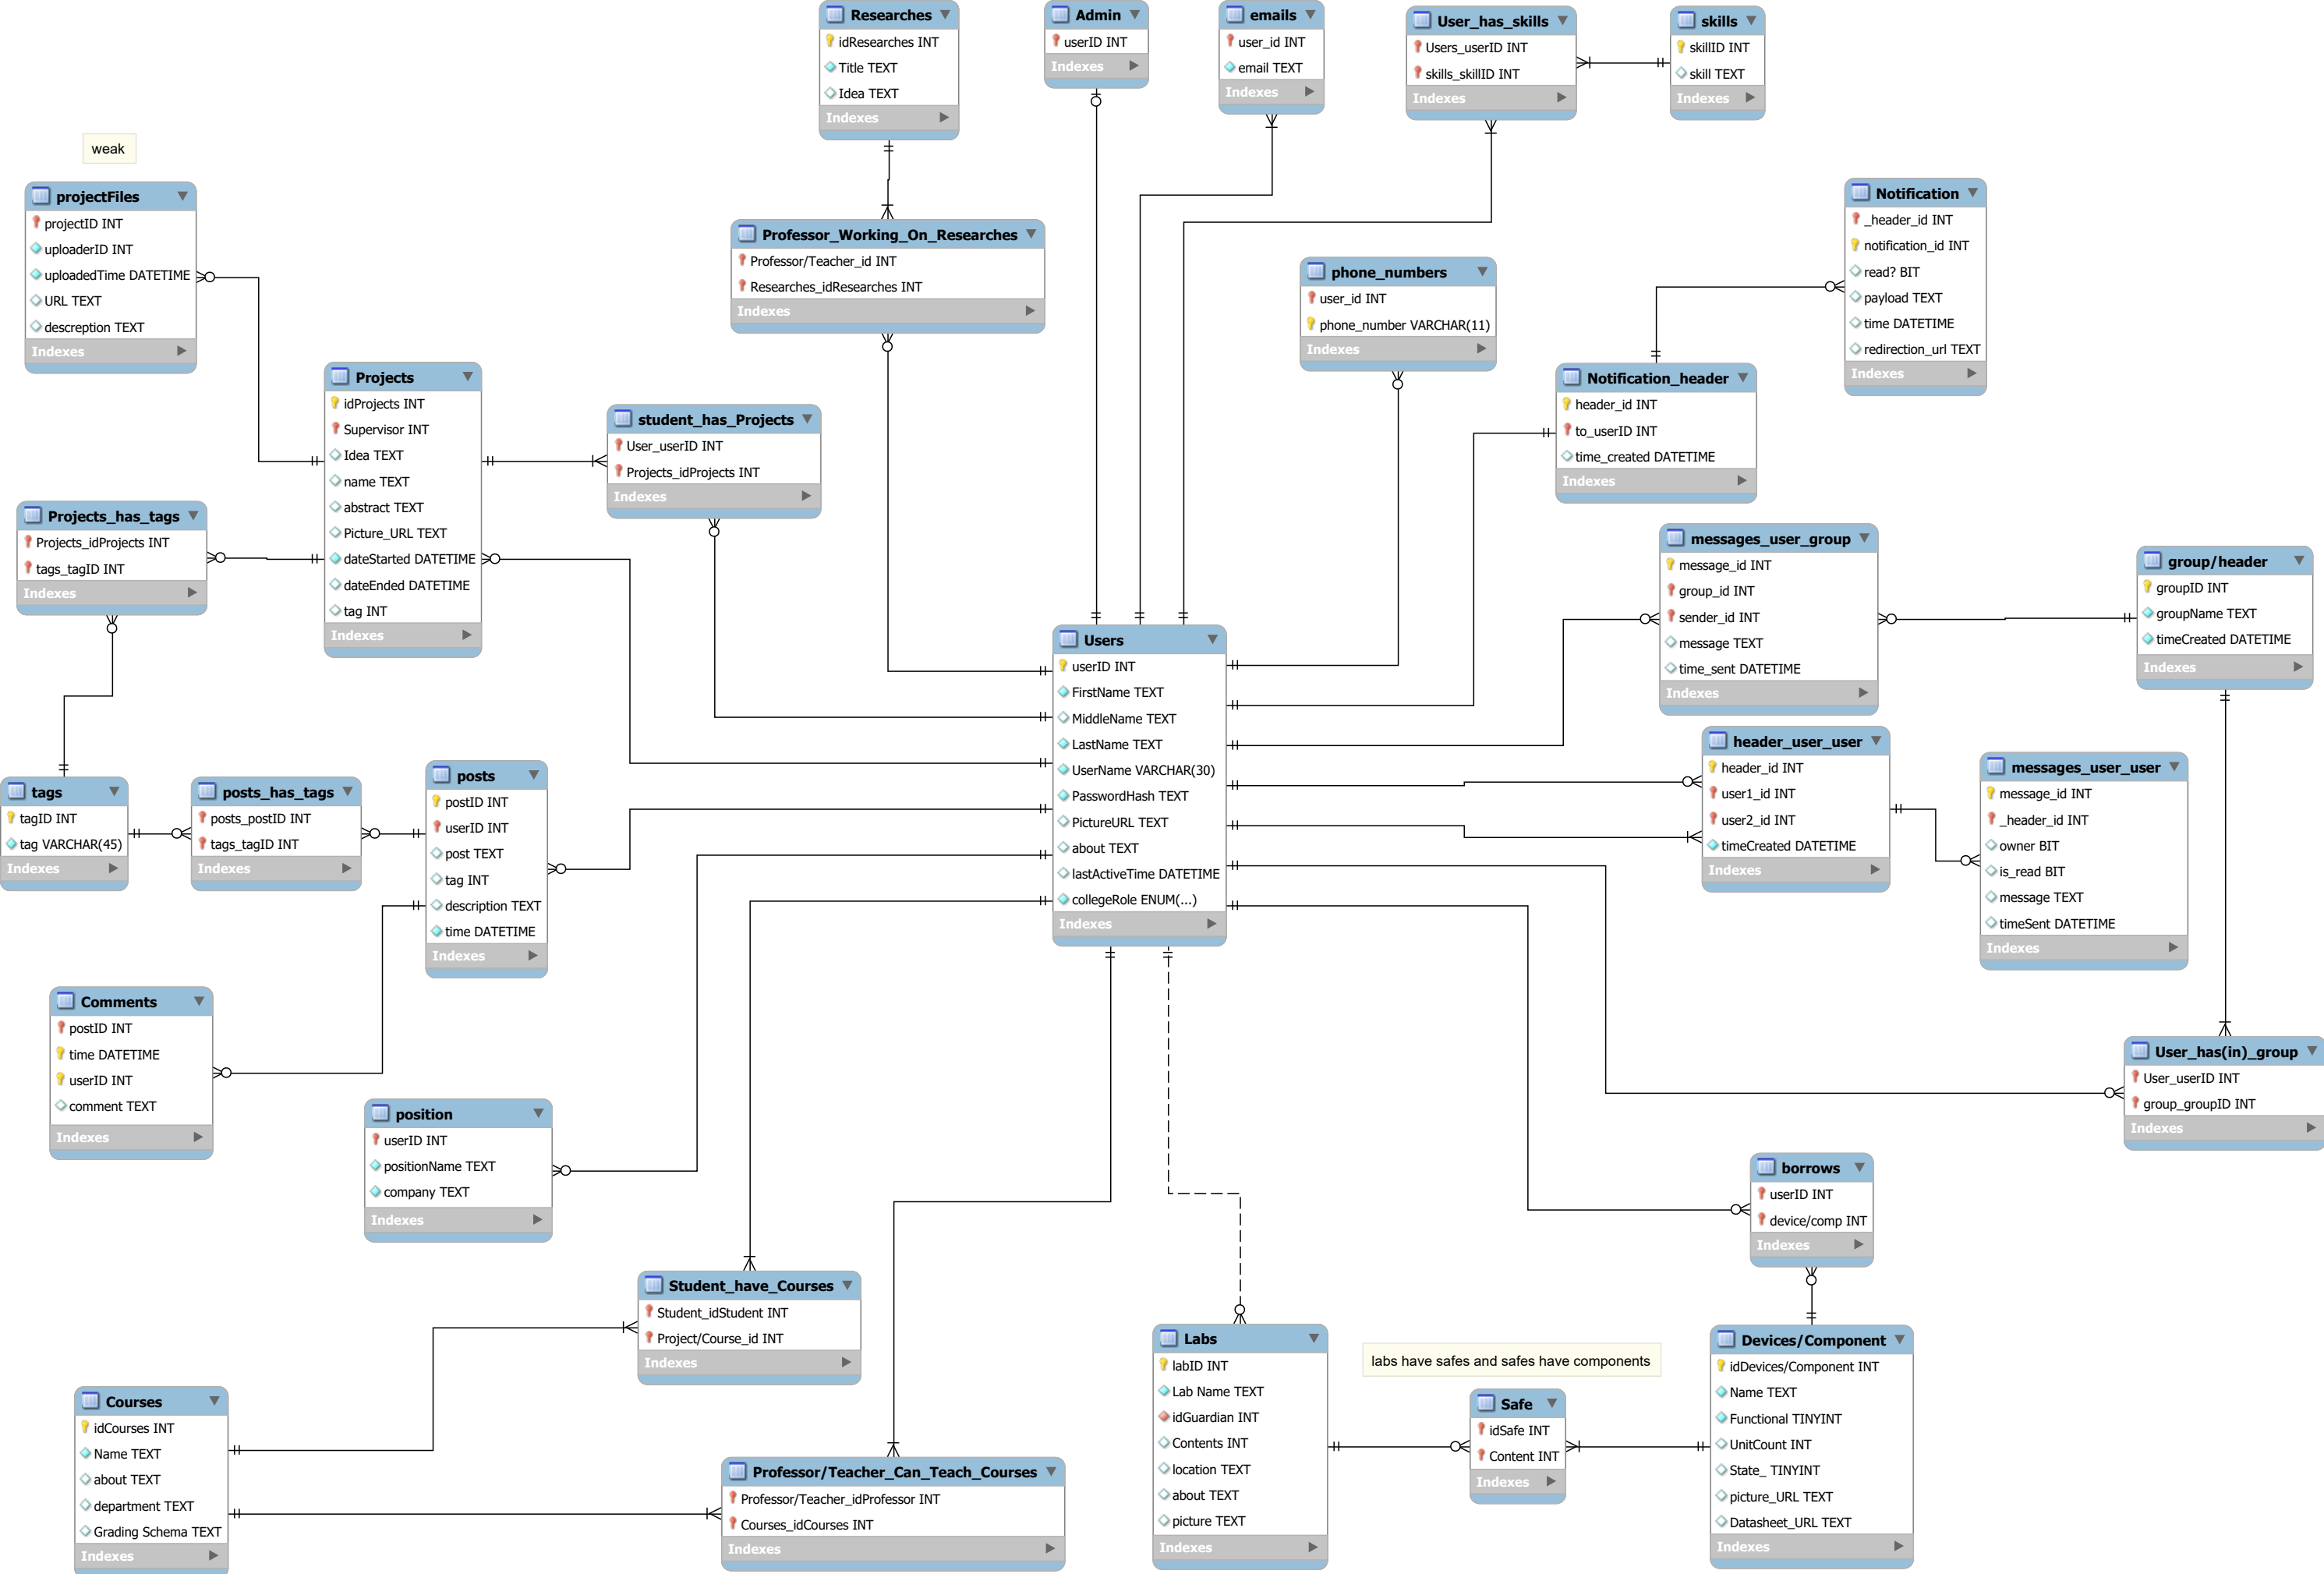 Researches
idResearches INT
Title TEXT
Idea TEXT
Indexes
Admin
userID INT
Indexes
emails
user_id INT
email TEXT
Indexes
User_has_skills
Users_userID INT
skills_skillID INT
Indexes
skills
skillID INT
skill TEXT
Indexes
weak
projectFiles
projectID INT
uploaderID INT
uploadedTime DATETIME
URL TEXT
descreption TEXT
Indexes
Professor_Working_On_Researches
Professor/Teacher_id INT
Researches_idResearches INT
Indexes
phone_numbers
user_id INT
phone_number VARCHAR(11)
Indexes
Notification
_header_id INT
notification_id INT
read? BIT
payload TEXT
time DATETIME
redirection_url TEXT
Indexes
Projects
idProjects INT
Supervisor INT
Idea TEXT
name TEXT
abstract TEXT
Picture_URL TEXT
dateStarted DATETIME
dateEnded DATETIME
tag INT
Indexes
student_has_Projects
User_userID INT
Projects_idProjects INT
Indexes
Notification_header
header_id INT
to_userID INT
time_created DATETIME
Indexes
Projects_has_tags
Projects_idProjects INT
tags_tagID INT
Indexes
messages_user_group
message_id INT
group_id INT
sender_id INT
message TEXT
time_sent DATETIME
Indexes
group/header
groupID INT
groupName TEXT
timeCreated DATETIME
Indexes
Users
userID INT
FirstName TEXT
MiddleName TEXT
LastName TEXT
UserName VARCHAR(30)
PasswordHash TEXT
PictureURL TEXT
about TEXT
lastActiveTime DATETIME
collegeRole ENUM(...)
Indexes
header_user_user
header_id INT
user1_id INT
user2_id INT
timeCreated DATETIME
Indexes
messages_user_user
message_id INT
_header_id INT
owner BIT
is_read BIT
message TEXT
timeSent DATETIME
Indexes
tags
tagID INT
tag VARCHAR(45)
Indexes
posts_has_tags
posts_postID INT
tags_tagID INT
Indexes
posts
postID INT
userID INT
post TEXT
tag INT
description TEXT
time DATETIME
Indexes
Comments
postID INT
time DATETIME
userID INT
comment TEXT
Indexes
position
userID INT
positionName TEXT
company TEXT
Indexes
User_has(in)_group
User_userID INT
group_groupID INT
Indexes
borrows
userID INT
device/comp INT
Indexes
Student_have_Courses
Student_idStudent INT
Project/Course_id INT
Indexes
Labs
labID INT
Lab Name TEXT
idGuardian INT
Contents INT
location TEXT
about TEXT
picture TEXT
Indexes
labs have safes and safes have components
Safe
idSafe INT
Content INT
Indexes
Devices/Component
idDevices/Component INT
Name TEXT
Functional TINYINT
UnitCount INT
State_ TINYINT
picture_URL TEXT
Datasheet_URL TEXT
Indexes
Courses
idCourses INT
Name TEXT
about TEXT
department TEXT
Grading Schema TEXT
Indexes
Professor/Teacher_Can_Teach_Courses
Professor/Teacher_idProfessor INT
Courses_idCourses INT
Indexes